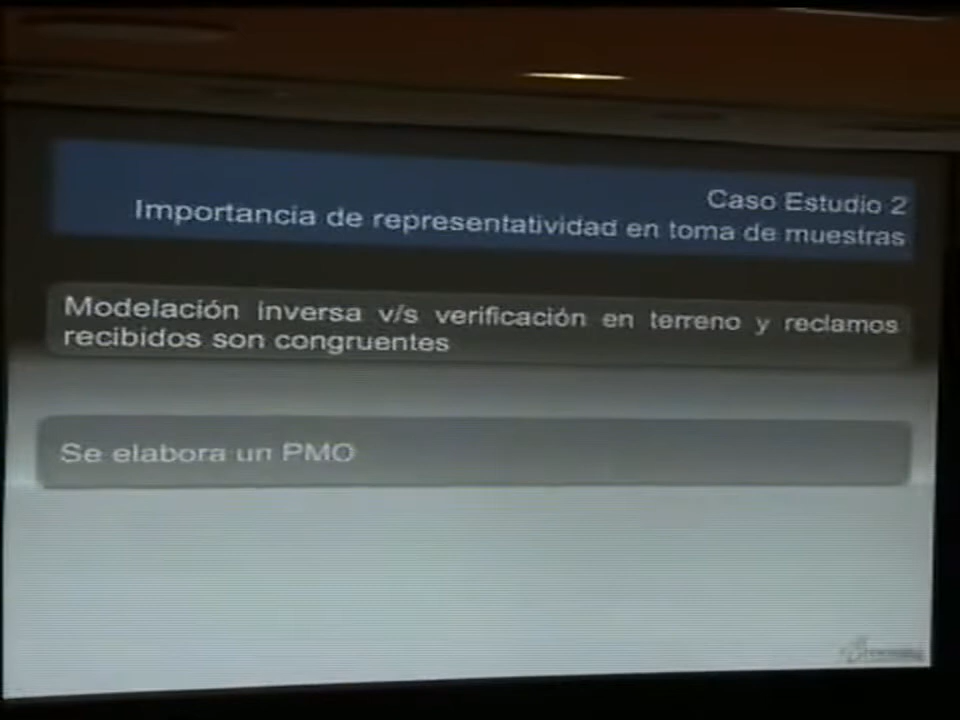 Caso Estudio 2
Importancia de representatividad en toma de muestras
Modelación inversa v/s verificación en terreno y reclamos
recibidos son congruentes
Se elabora un PMO